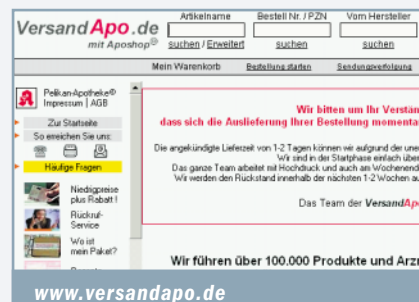 VersandApo.de
mit Aposhop®
Artikelname
Bestell Nr. / PZN
Vom Hersteller
suchen / Erweitert
suchen
suchen
Mein Warenkorb
Bestellung starten
Sendungsverfolgung
Pelikan-Apotheke®
Impressum | AGB
Zur Startseite
So erreichen Sie uns:
Häufige Fragen
Niedrigpreise
plus Rabatt!
Rückruf-
Service
Wo ist
mein Paket?
Wir bitten um Ihr Verstän
dass sich die Auslieferung Ihrer Bestellung momenta
Die angekündigte Lieferzeit von 1-2 Tagen können wir aufgrund der une
Wir sind in der Startphase einfach über
Das ganze Team arbeitet mit Hochdruck und auch am Wochenend
Wir werden den Rückstand innerhalb der nächsten 1-2 Wochen au
Das Team der VersandAp
Wir führen über 100.000 Produkte und Arzn
www.versandapo.de